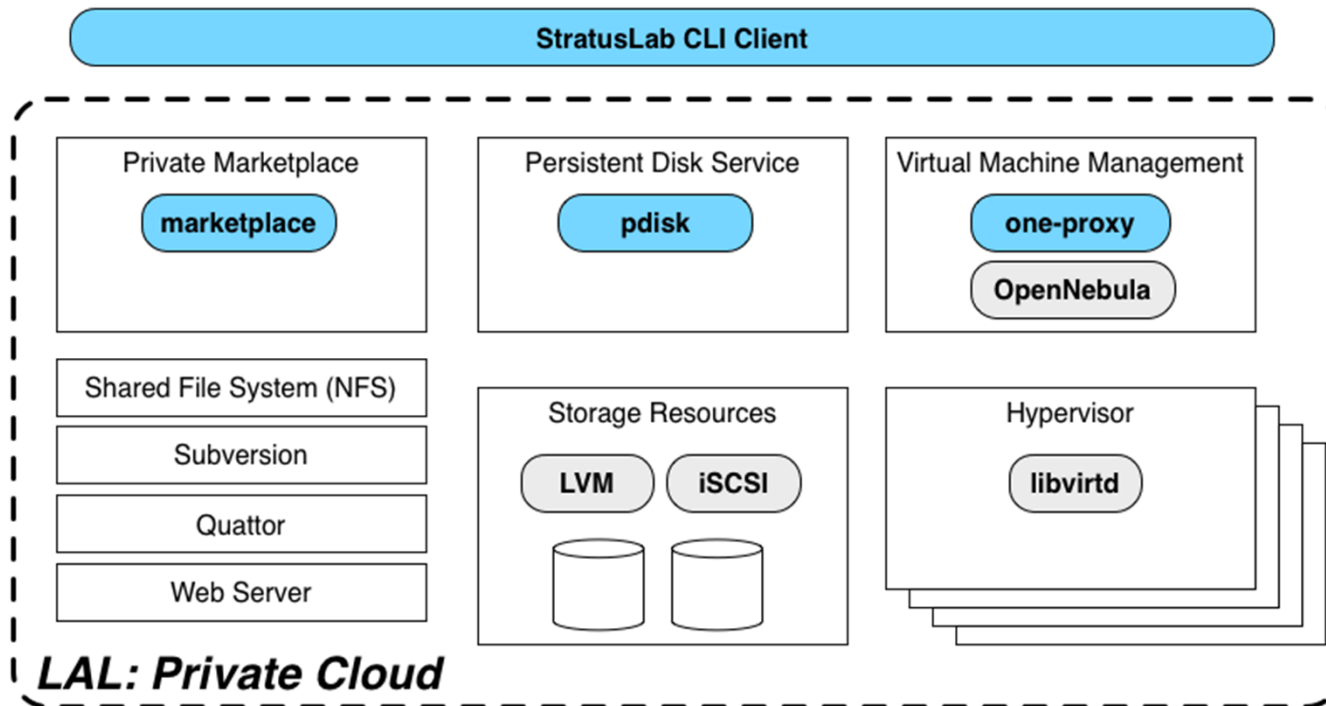 StratusLab CLI Client
Private Marketplace
marketplace
Persistent Disk Service
pdisk
Virtual Machine Management
one-proxy
OpenNebula
Shared File System (NFS)
Subversion
Quattor
Web Server
Storage Resources
LVM
iSCSI
Hypervisor
libvirtd
LAL: Private Cloud